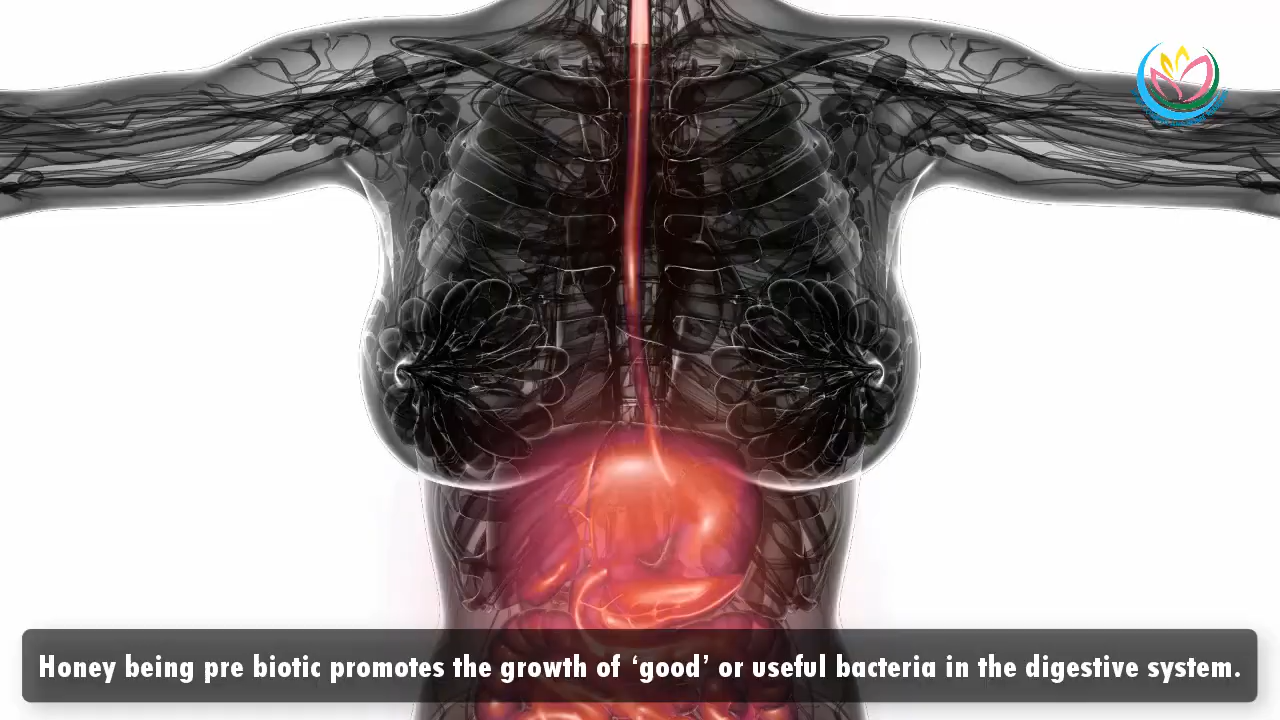 Honey being pre biotic promotes the growth of ‘good’ or useful bacteria in the digestive system.